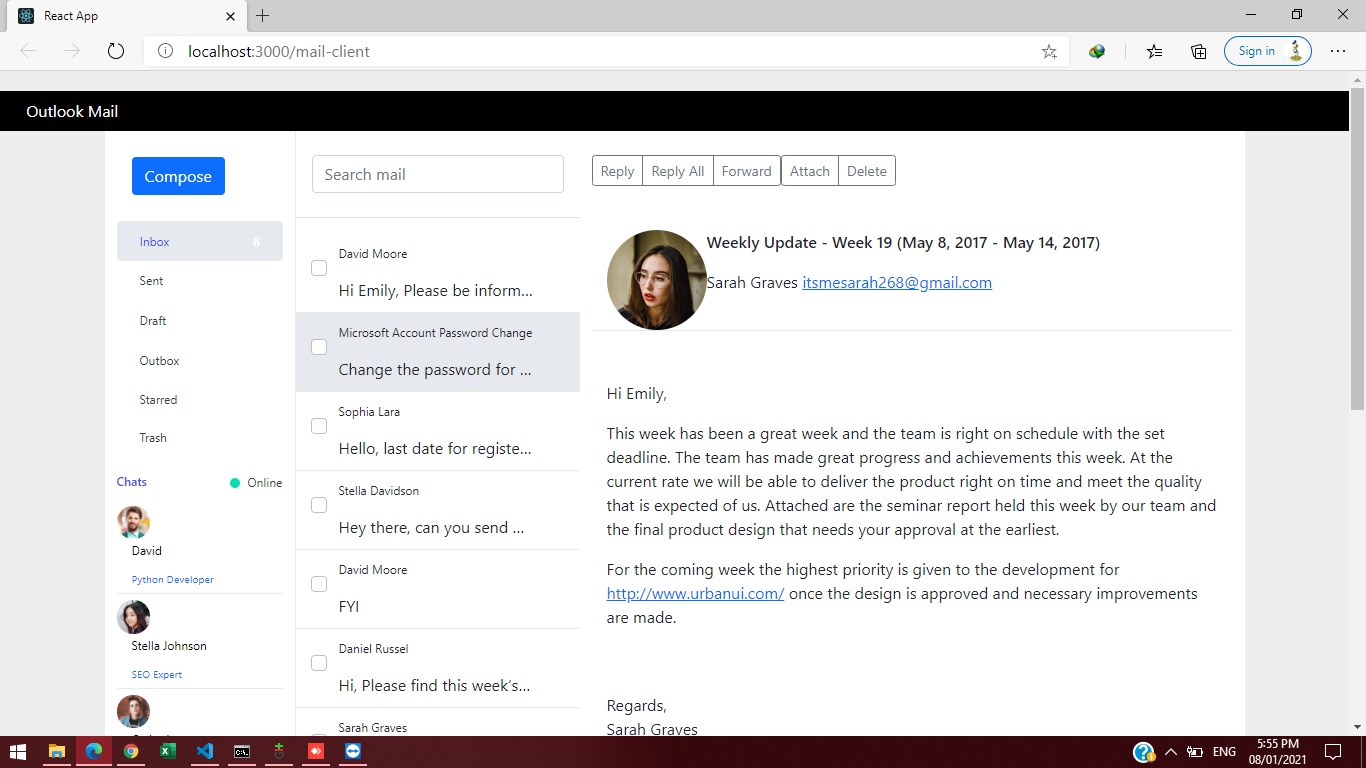 React App
localhost:3000/mail-client
Sign in
Outlook Mail
Compose
Inbox 8
Sent
Draft
Outbox
Starred
Trash
Chats Online
David
Python Developer
Stella Johnson
SEO Expert
Search mail
David Moore
Hi Emily, Please be inform...
Microsoft Account Password Change
Change the password for ...
Sophia Lara
Hello, last date for registe...
Stella Davidson
Hey there, can you send ...
David Moore
FYI
Daniel Russel
Hi, Please find this week's...
Sarah Graves
Reply Reply All Forward Attach Delete
Weekly Update - Week 19 (May 8, 2017 - May 14, 2017)
Sarah Graves itsmesarah268@gmail.com
Hi Emily,
This week has been a great week and the team is right on schedule with the set
deadline. The team has made great progress and achievements this week. At the
current rate we will be able to deliver the product right on time and meet the quality
that is expected of us. Attached are the seminar report held this week by our team and
the final product design that needs your approval at the earliest.
For the coming week the highest priority is given to the development for
http://www.urbanui.com/ once the design is approved and necessary improvements
are made.
Regards,
Sarah Graves
ENG
5:55 PM
08/01/2021